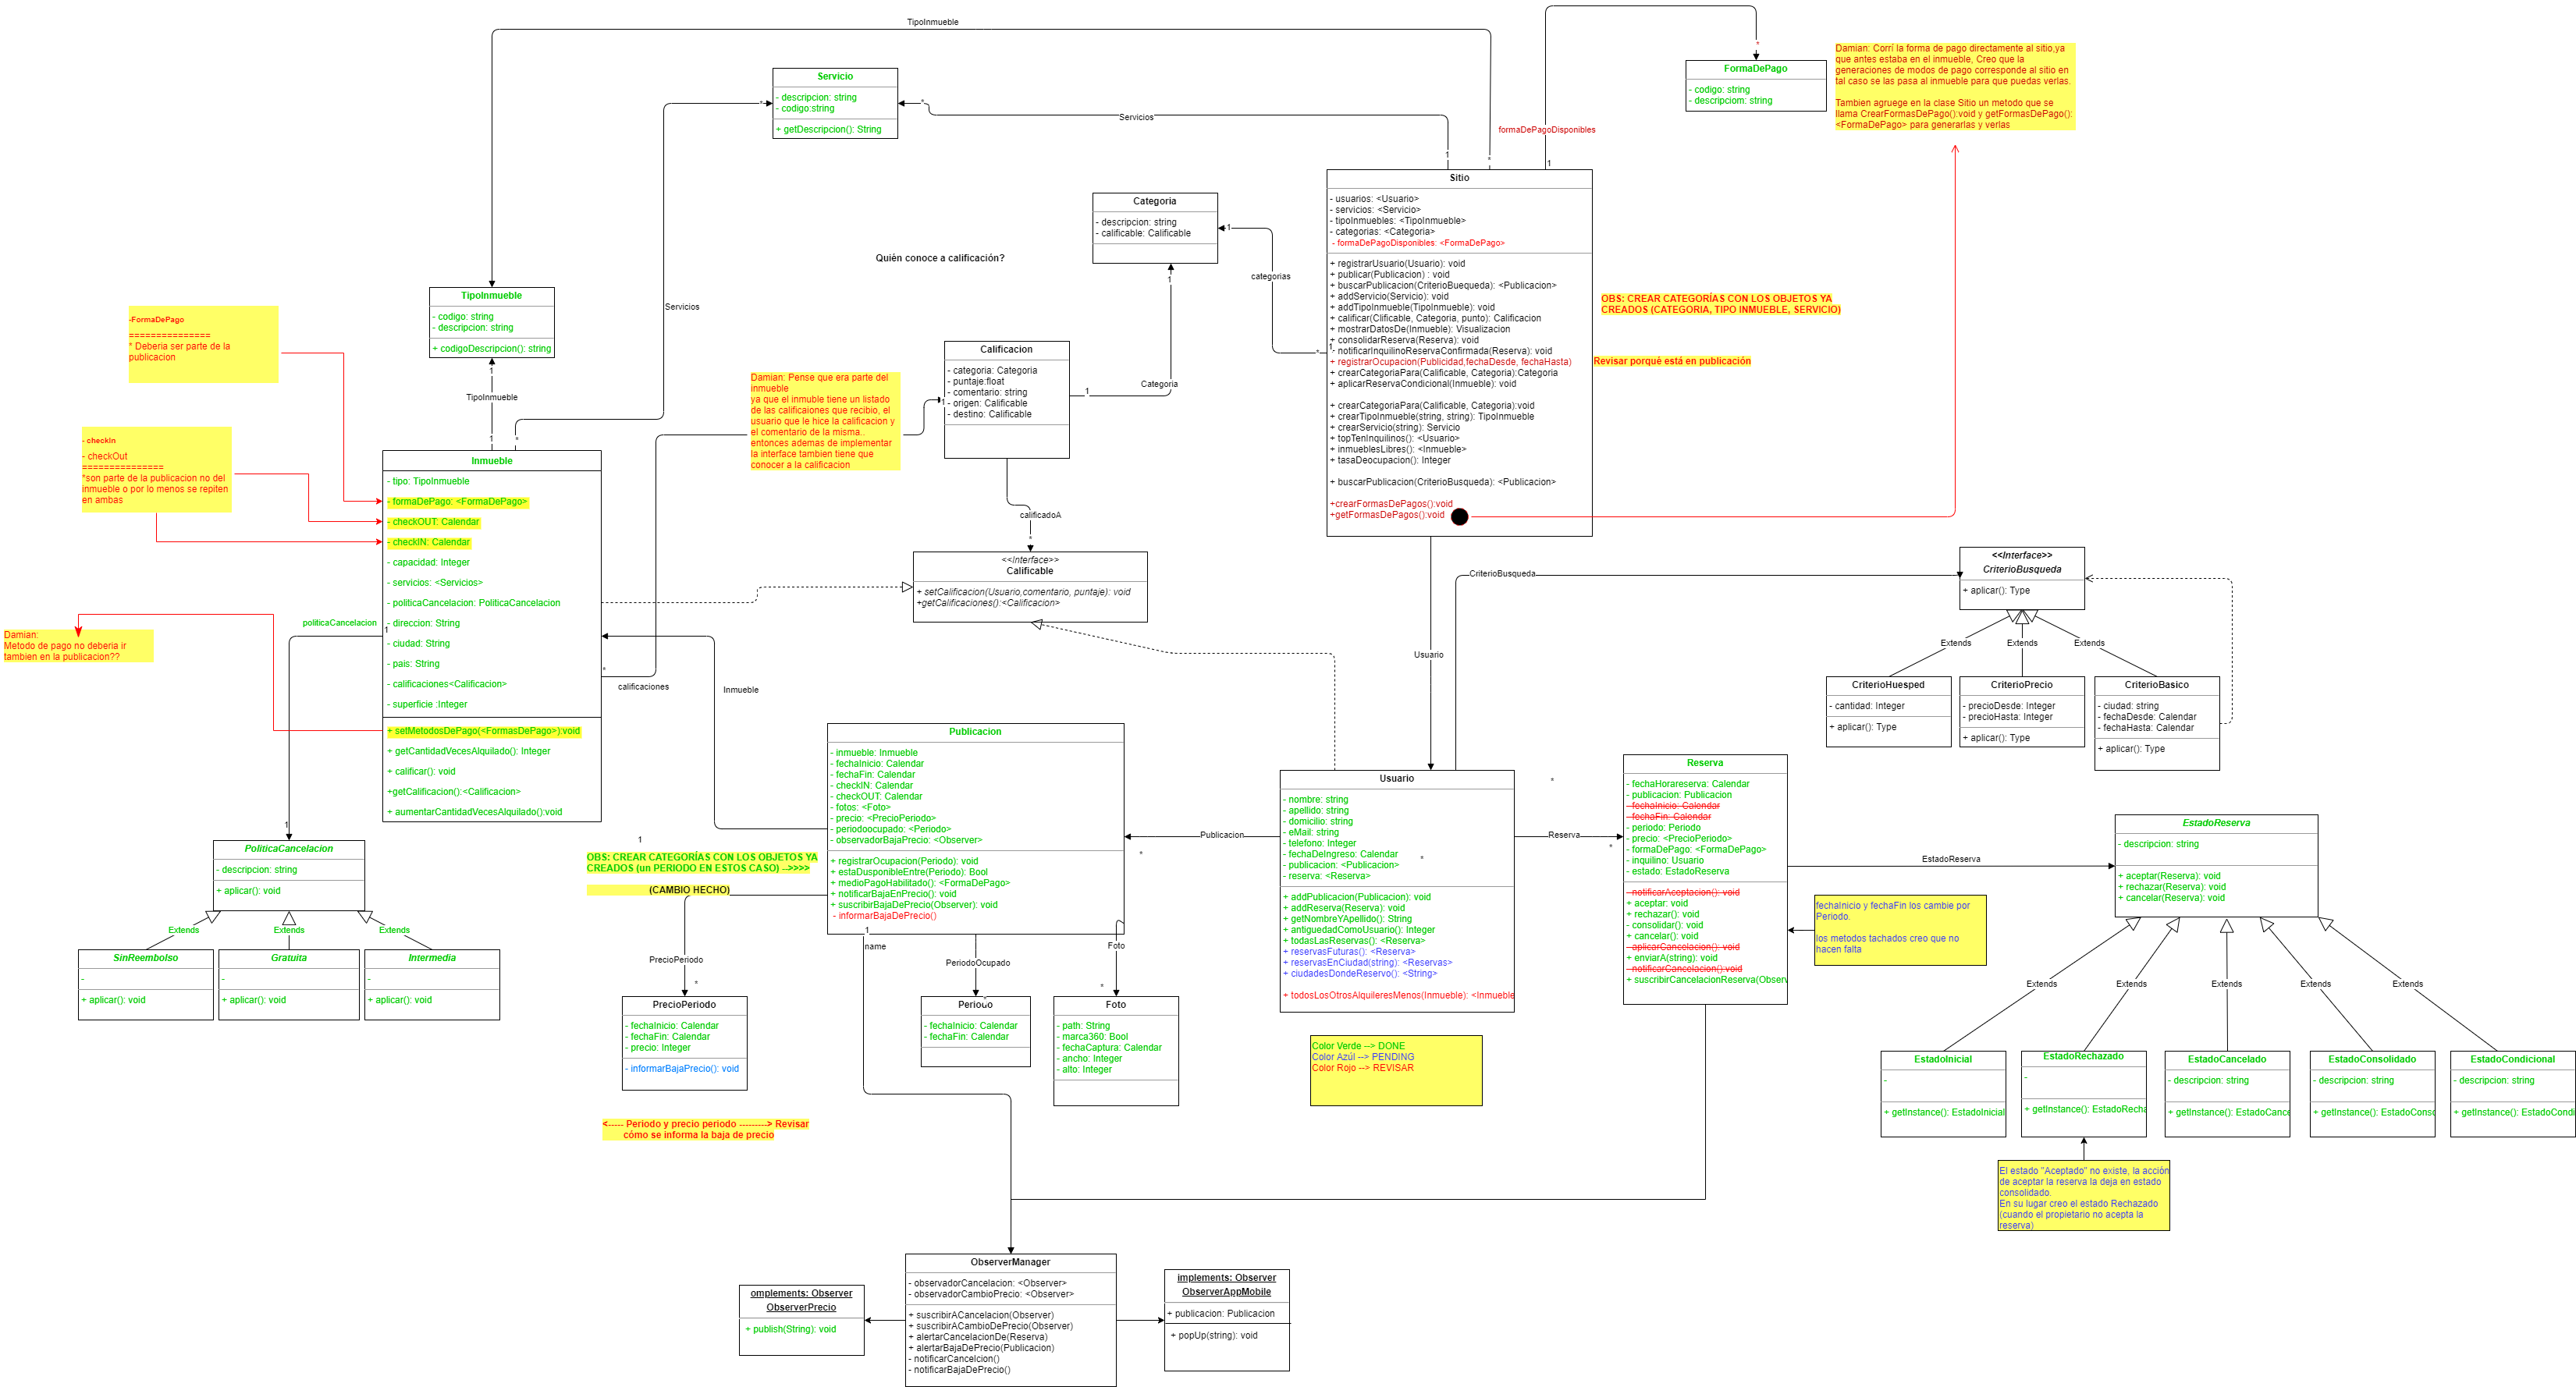 TipoInmueble
Servicio
- descripcion: string
- codigo:string
+ getDescripcion(): String
*
*
Servicios
1
*
formaDePagoDisponibles
1
*
FormaDePago
- codigo: string
- descripciom: string
Damian: Corrí la forma de pago directamente al sitio,ya
que antes estaba en el inmueble, Creo que la
generaciones de modos de pago corresponde al sitio en
tal caso se las pasa al inmueble para que puedas verlas.
Tambien agruege en la clase Sitio un metodo que se
llama CrearFormasDePago():void y getFormasDePago():
<FormaDePago> para generarlas y verlas
Sitio
- usuarios: <Usuario>
- servicios: <Servicio>
- tipoInmuebles: <TipoInmueble>
- categorias: <Categoria>
- formaDePagoDisponibles: <FormaDePago>
+ registrarUsuario(Usuario): void
+ publicar(Publicacion) : void
+ buscarPublicacion(CriterioBuequeda): <Publicacion>
+ addServicio(Servicio): void
+ addTipoInmueble(TipoInmueble): void
+ calificar(Clificable, Categoria, punto): Calificacion
+ mostrarDatosDe(Inmueble): Visualizacion
+ consolidarReserva(Reserva): void
- notificarInquilinoReservaConfirmada(Reserva): void
+ registrarOcupacion(Publicidad,fechaDesde, fechaHasta)
+ crearCategoriaPara(Calificable, Categoria):Categoria
+ aplicarReservaCondicional(Inmueble): void
+ crearCategoriaPara(Calificable, Categoria):void
+ crearTipoInmueble(string, string): TipoInmueble
+ crearServicio(string): Servicio
+ topTenInquilinos(): <Usuario>
+ inmueblesLibres(): <Inmueble>
+ tasaDeocupacion(): Integer
+ buscarPublicacion(CriterioBusqueda): <Publicacion>
+crearFormasDePagos():void
+getFormasDePagos():void
OBS: CREAR CATEGORÍAS CON LOS OBJETOS YA
CREADOS (CATEGORIA, TIPO INMUEBLE, SERVICIO)
Revisar porqué está en publicación
Categoria
- descripcion: string
- calificable: Calificable
1
categorias
*
1
Quién conoce a calificación?
1
Categoria
1
Calificacion
- categoria: Categoria
- puntaje:float
- comentario: string
- origen: Calificable
- destino: Calificable
1
Damian: Pense que era parte del
inmueble
ya que el inmuble tiene un listado
de las calificaiones que recibio, el
usuario que le hice la calificacion y
el comentario de la misma..
entonces ademas de implementar
la interface tambien tiene que
conocer a la calificacion
calificadoA
*
<<Interface>>
Calificable
+ setCalificacion(Usuario,comentario, puntaje): void
+getCalificaciones():<Calificacion>
TipoInmueble
- codigo: string
- descripcion: string
+ codigoDescripcion(): string
1
TipoInmueble
1
*
Servicios
-FormaDePago
===============
* Deberia ser parte de la
publicacion
- checkIn
- checkOut
===============
*son parte de la publicacion no del
inmueble o por lo menos se repiten
en ambas
Damian:
Metodo de pago no deberia ir
tambien en la publicacion??
Inmueble
- tipo: TipoInmueble
- formaDePago: <FormaDePago>
- checkOUT: Calendar
- checkIN: Calendar
- capacidad: Integer
- servicios: <Servicios>
- politicaCancelacion: PoliticaCancelacion
- direccion: String
- ciudad: String
- pais: String
- calificaciones<Calificacion>
- superficie :Integer
+ setMetodosDePago(<FormasDePago>):void
+ getCantidadVecesAlquilado(): Integer
+ calificar(): void
+getCalificacion():<Calificacion>
+ aumentarCantidadVecesAlquilado():void
*
calificaciones
Inmueble
politicaCancelacion
1
1
PoliticaCancelacion
- descripcion: string
+ aplicar(): void
Extends
Extends
Extends
SinReembolso
-
+ aplicar(): void
Gratuita
-
+ aplicar(): void
Intermedia
-
+ aplicar(): void
1
OBS: CREAR CATEGORÍAS CON LOS OBJETOS YA
CREADOS (un PERIODO EN ESTOS CASO) -->>>>
(CAMBIO HECHO)
Publicacion
- inmueble: Inmueble
- fechaInicio: Calendar
- fechaFin: Calendar
- checkIN: Calendar
- checkOUT: Calendar
- fotos: <Foto>
- precio: <PrecioPeriodo>
- periodoocupado: <Periodo>
- observadorBajaPrecio: <Observer>
+ registrarOcupacion(Periodo): void
+ estaDusponibleEntre(Periodo): Bool
+ medioPagoHabilitado(): <FormaDePago>
+ notificarBajaEnPrecio(): void
+ suscribirBajaDePrecio(Observer): void
- informarBajaDePrecio()
1
name
PrecioPeriodo
*
PeriodoOcupado
*
Foto
*
PrecioPeriodo
- fechaInicio: Calendar
- fechaFin: Calendar
- precio: Integer
- informarBajaPrecio(): void
Periodo
- fechaInicio: Calendar
- fechaFin: Calendar
Foto
- path: String
- marca360: Bool
- fechaCaptura: Calendar
- ancho: Integer
- alto: Integer
<----- Periodo y precio periodo ---------> Revisar
cómo se informa la baja de precio
Usuario
CriterioBusqueda
Publicacion
*
Usuario
- nombre: string
- apellido: string
- domicilio: string
- eMail: string
- telefono: Integer
- fechaDeIngreso: Calendar
- publicacion: <Publicacion>
- reserva: <Reserva>
+ addPublicacion(Publicacion): void
+ addReserva(Reserva): void
+ getNombreYApellido(): String
+ antiguedadComoUsuario(): Integer
+ todasLasReservas(): <Reserva>
+ reservasFuturas(): <Reserva>
+ reservasEnCiudad(string): <Reservas>
+ ciudadesDondeReservo(): <String>
+ todosLosOtrosAlquileresMenos(Inmueble): <Inmueble
*
*
Reserva
*
Color Verde --> DONE
Color Azúl --> PENDING
Color Rojo --> REVISAR
Reserva
- fechaHorareserva: Calendar
- publicacion: Publicacion
- fechaInicio: Calendar
- fechaFin: Calendar
- periodo: Periodo
- precio: <PrecioPeriodo>
- formaDePago: <FormaDePago>
- inquilino: Usuario
- estado: EstadoReserva
- notificarAceptacion(): void
+ aceptar: void
+ rechazar(): void
- consolidar(): void
+ cancelar(): void
- aplicarCancelacion(): void
+ enviarA(string): void
- notificarCancelacion():void
+ suscribirCancelacionReserva(Observ
fechaInicio y fechaFin los cambie por
Periodo.
los metodos tachados creo que no
hacen falta
<<Interface>>
CriterioBusqueda
+ aplicar(): Type
Extends
Extends
Extends
CriterioHuesped
- cantidad: Integer
+ aplicar(): Type
CriterioPrecio
- precioDesde: Integer
- precioHasta: Integer
+ aplicar(): Type
CriterioBasico
- ciudad: string
- fechaDesde: Calendar
- fechaHasta: Calendar
+ aplicar(): Type
EstadoReserva
EstadoReserva
- descripcion: string
+ aceptar(Reserva): void
+ rechazar(Reserva): void
+ cancelar(Reserva): void
Extends
Extends
Extends
Extends
Extends
EstadoInicial
-
+ getInstance(): EstadoInicial
EstadoRechazado
-
+ getInstance(): EstadoRecha
EstadoCancelado
- descripcion: string
+ getInstance(): EstadoCance
EstadoConsolidado
- descripcion: string
+ getInstance(): EstadoConso
EstadoCondicional
- descripcion: string
+ getInstance(): EstadoCondi
El estado "Aceptado" no existe, la acción
de aceptar la reserva la deja en estado
consolidado.
En su lugar creo el estado Rechazado
(cuando el propietario no acepta la
reserva)
ObserverManager
- observadorCancelacion: <Observer>
- observadorCambioPrecio: <Observer>
+ suscribirACancelacion(Observer)
+ suscribirACambioDePrecio(Observer)
+ alertarCancelacionDe(Reserva)
+ alertarBajaDePrecio(Publicacion)
- notificarCancelcion()
- notificarBajaDePrecio()
omplements: Observer
ObserverPrecio
+ publish(String): void
implements: Observer
ObserverAppMobile
+ publicacion: Publicacion
+ popUp(string): void